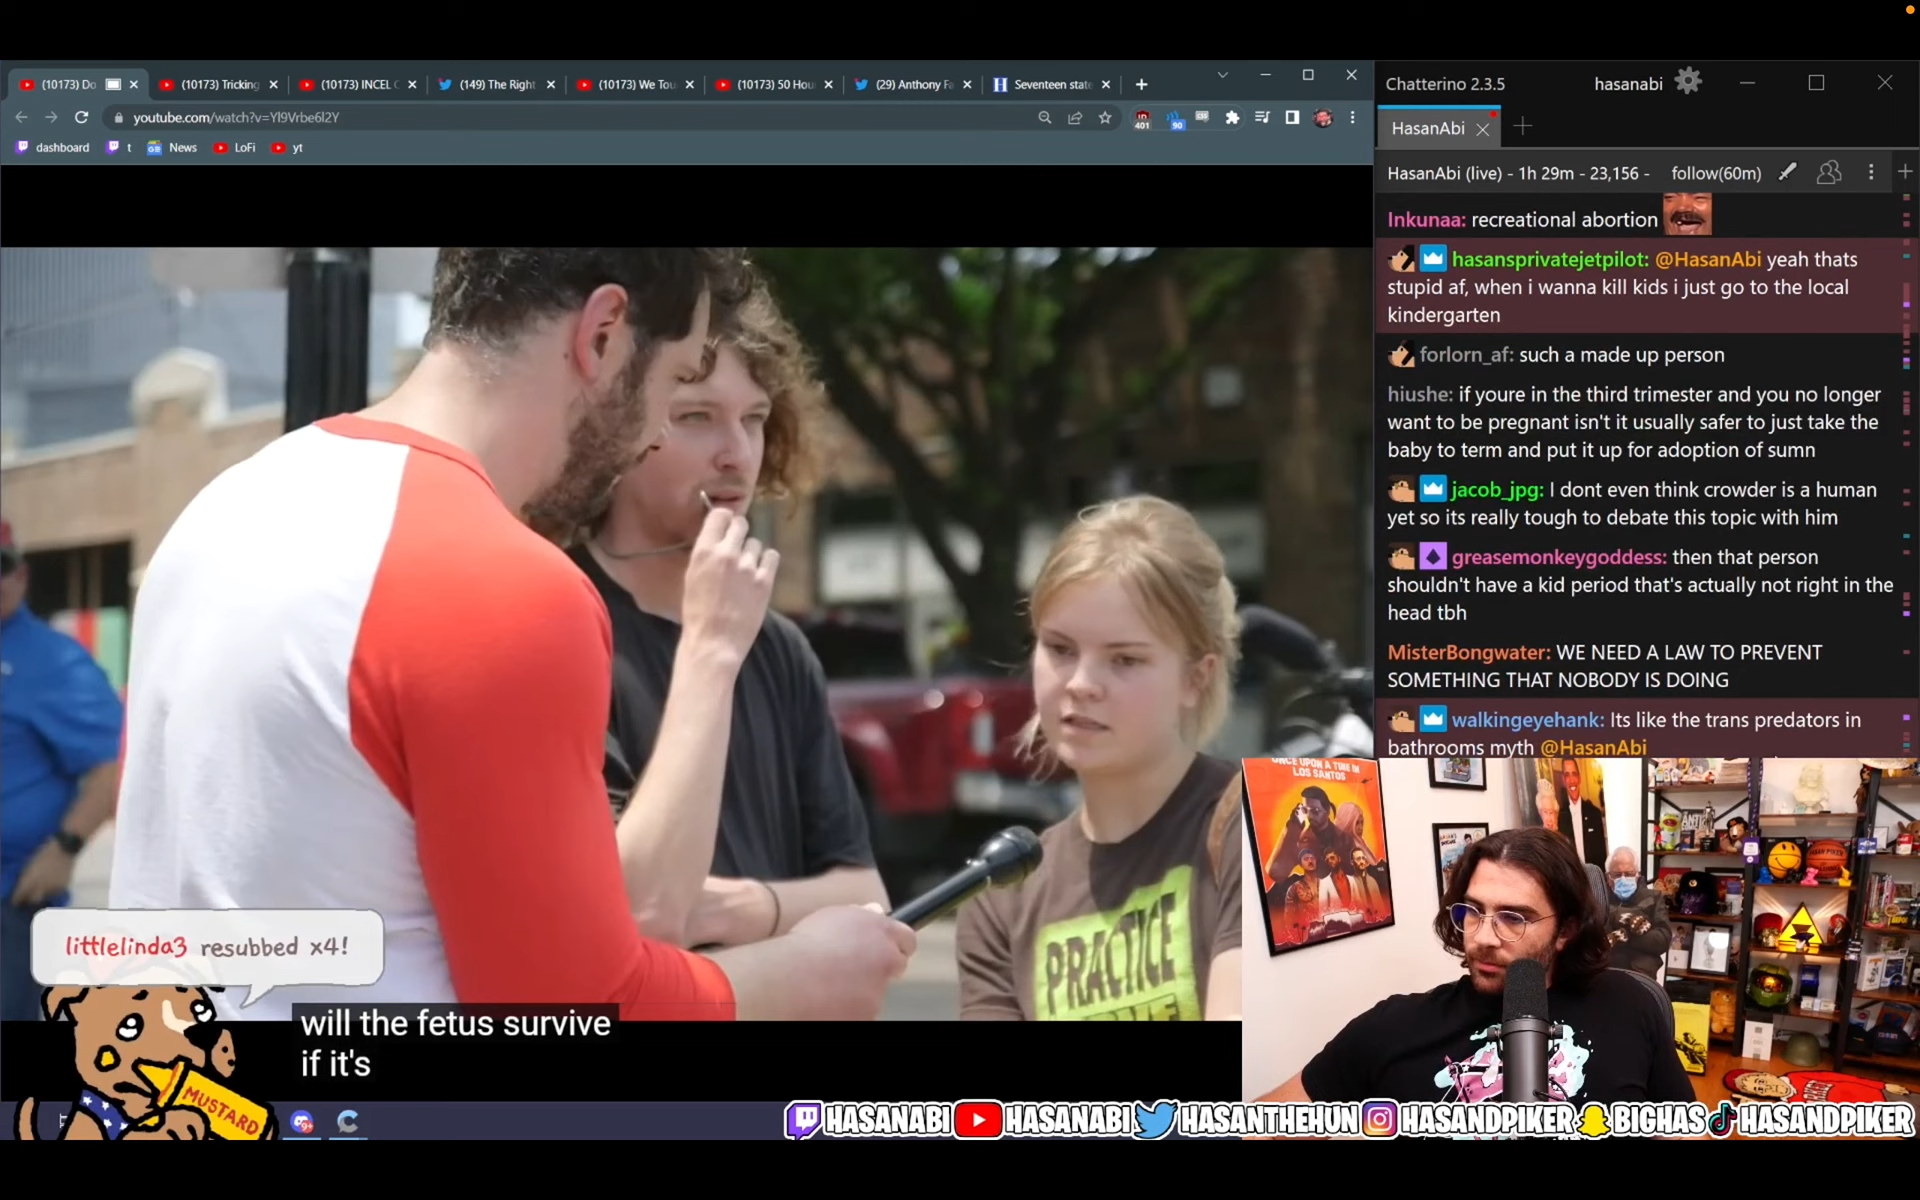 (10173) Do
(10173) Tricking
(10173) INCEL C
(149) The Right
(10173) We Tou
(10173) 50 Hou
(29) Anthony Fa
Seventeen state
youtube.com/watch?v=Yl9Vrbe6l2Y
401
90
dashboard
t
News
LoFi
yt
Chatterino 2.3.5
hasanabi
HasanAbi
HasanAbi (live) - 1h 29m - 23,156 -
follow(60m)
Inkunaa: recreational abortion
hasansprivatejetpilot: @HasanAbi yeah thats
stupid af, when i wanna kill kids i just go to the local
kindergarten
forlorn_af: such a made up person
hiushe: if youre in the third trimester and you no longer
want to be pregnant isn't it usually safer to just take the
baby to term and put it up for adoption of sumn
jacob_jpg: I dont even think crowder is a human
yet so its really tough to debate this topic with him
greasemonkeygoddess: then that person
shouldn't have a kid period that's actually not right in the
head tbh
MisterBongwater: WE NEED A LAW TO PREVENT
SOMETHING THAT NOBODY IS DOING
walkingeyehank: Its like the trans predators in
bathrooms myth @HasanAbi
ONCE UPON A TIME IN
LOS SANTOS
PRACTICE
littlelinda3 resubbed x4!
MUSTARD
will the fetus survive
if it's
HASANABI
HASANABI
HASANTHEHUN
HASANDPIKER
BIGHAS
HASANDPIKER